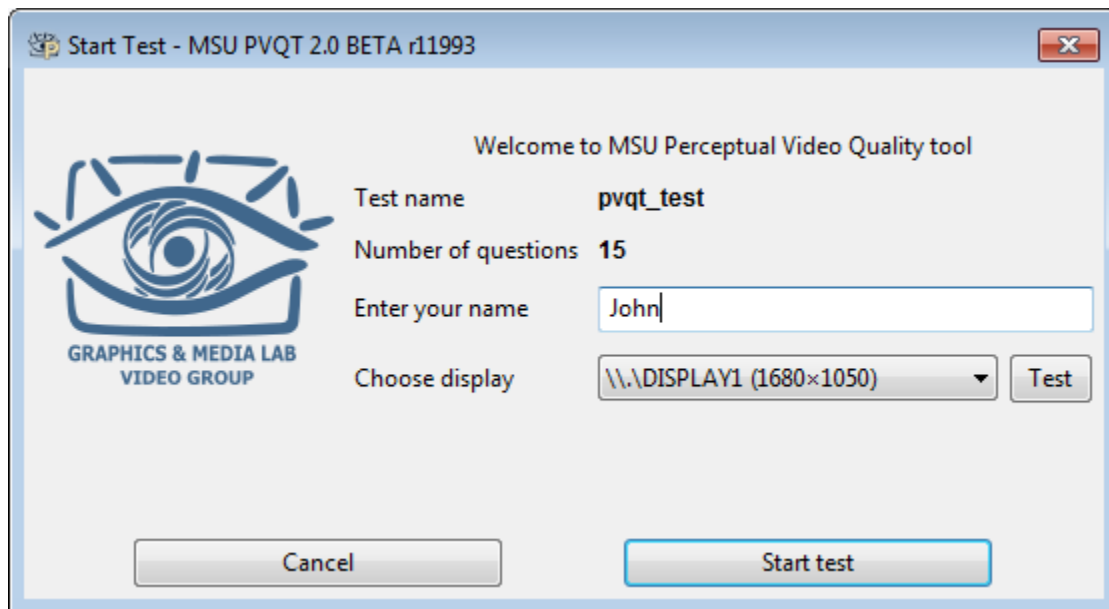 Start Test - MSU PVQT 2.0 BETA r11993
Welcome to MSU Perceptual Video Quality tool
Test name pvqt_test
Number of questions 15
Enter your name John
Choose display \\.\DISPLAY1 (1680×1050) Test
GRAPHICS & MEDIA LAB
VIDEO GROUP
Cancel Start test